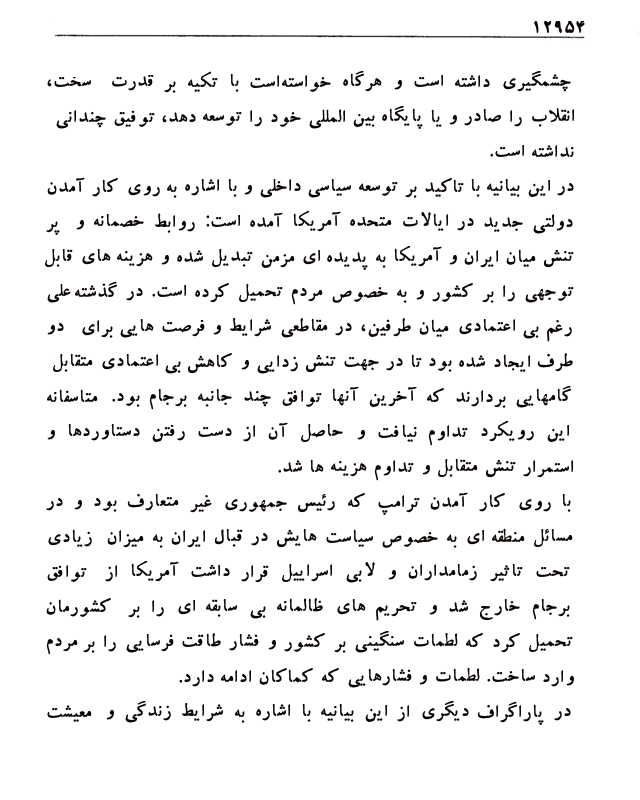 ۱۲۹۵۴
چشمگیری داشته است و هرگاه خواسته‌است با تکیه بر قدرت سخت،
انقلاب را صادر و یا پایگاه بین المللی خود را توسعه دهد، توفیق چندانی
نداشته است.
در این بیانیه با تاکید بر توسعه سیاسی داخلی و با اشاره به روی کار آمدن
دولتی جدید در ایالات متحده آمریکا آمده است: روابط خصمانه و پر
تنش میان ایران و آمریکا به پدیده ای مزمن تبدیل شده و هزینه های قابل
توجهی را بر کشور و به خصوص مردم تحمیل کرده است. در گذشته علی
رغم بی اعتمادی میان طرفین، در مقاطعی شرایط و فرصت هایی برای دو
طرف ایجاد شده بود تا در جهت تنش زدایی و کاهش بی اعتمادی متقابل
گامهایی بردارند که آخرین آنها توافق چند جانبه برجام بود. متاسفانه
این رویکرد تداوم نیافت و حاصل آن از دست رفتن دستاوردها و
استمرار تنش متقابل و تداوم هزینه ها شد.
با روی کار آمدن ترامپ که رئیس جمهوری غیر متعارف بود و در
مسائل منطقه ای به خصوص سیاست هایش در قبال ایران به میزان زیادی
تحت تاثیر زمامداران و لابی اسراییل قرار داشت آمریکا از توافق
برجام خارج شد و تحریم های ظالمانه بی سابقه ای را بر کشورمان
تحمیل کرد که لطمات سنگینی بر کشور و فشار طاقت فرسایی را بر مردم
وارد ساخت. لطمات و فشارهایی که کماکان ادامه دارد.
در پاراگراف دیگری از این بیانیه با اشاره به شرایط زندگی و معیشت